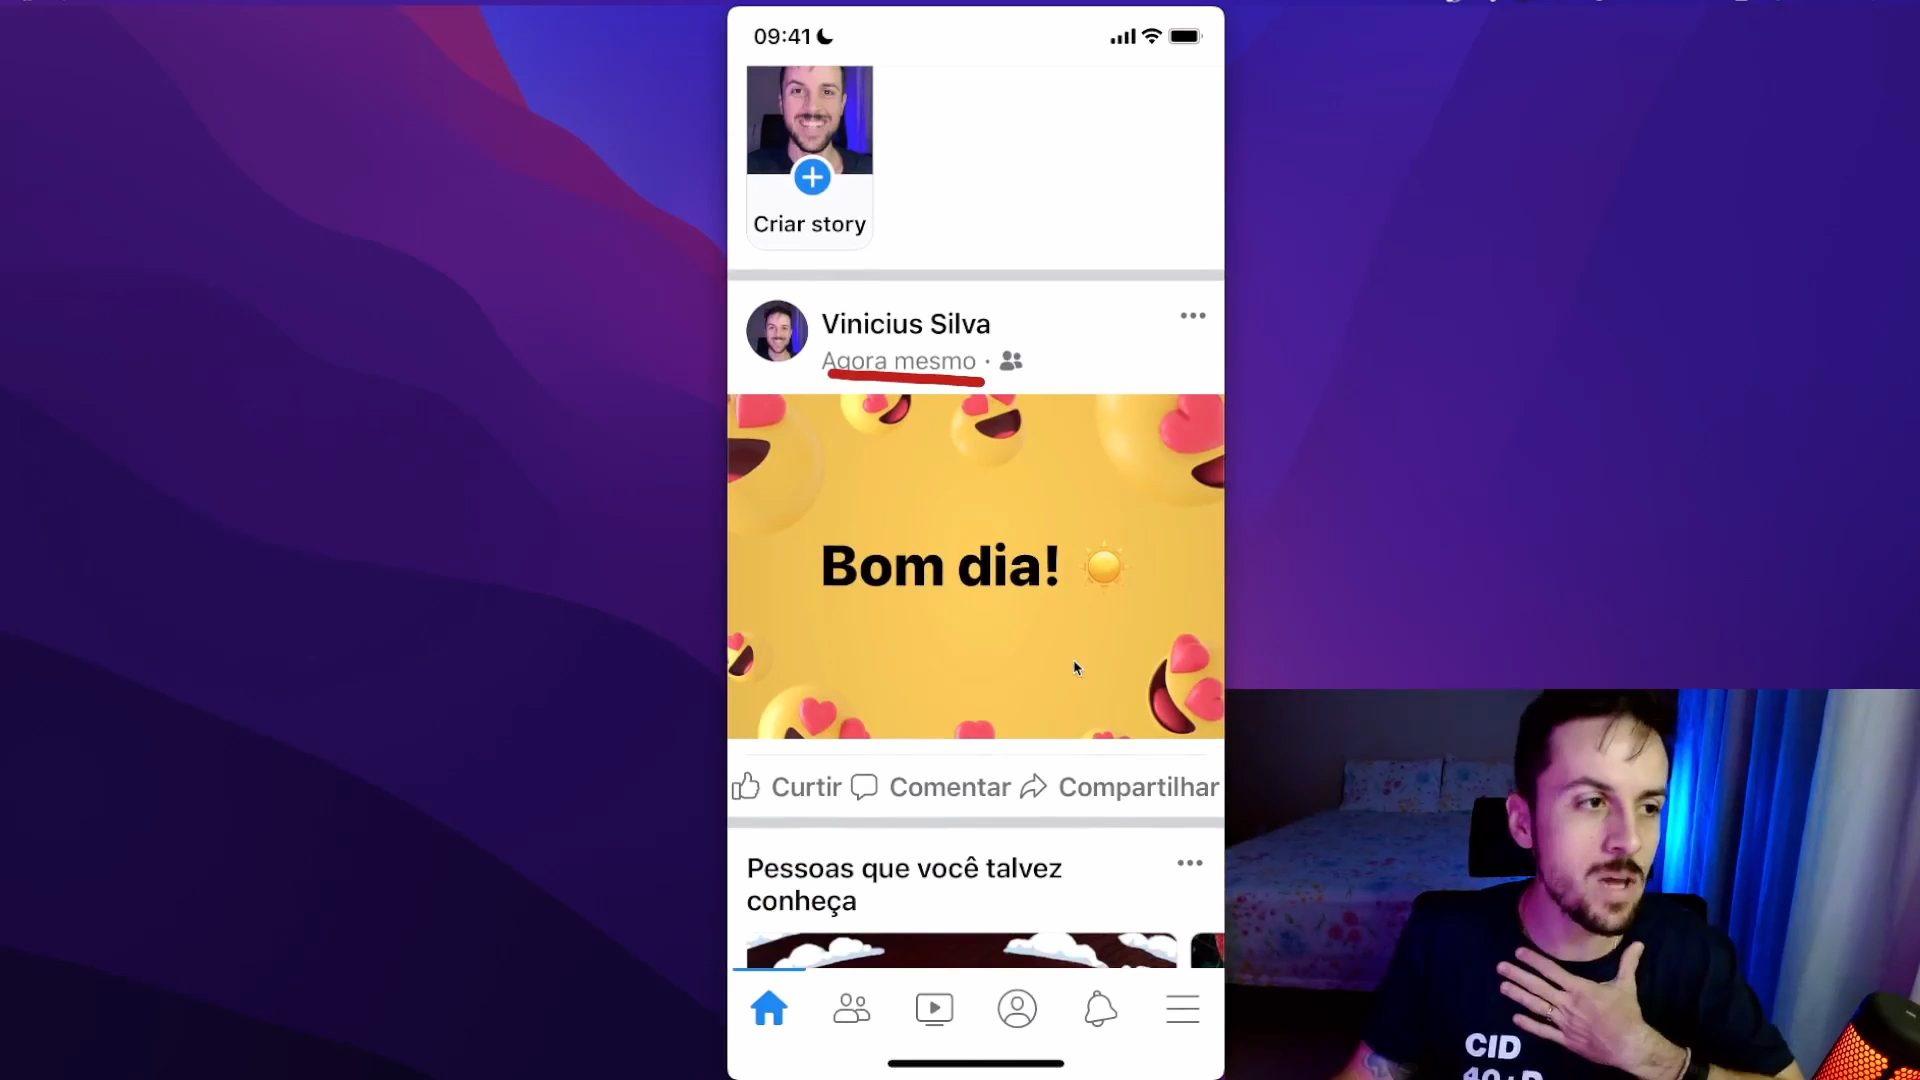 09:41
Criar story
Vinicius Silva
Agora mesmo ·
Bom dia! ☀️
Curtir Comentar Compartilhar
Pessoas que você talvez
conheça
CID